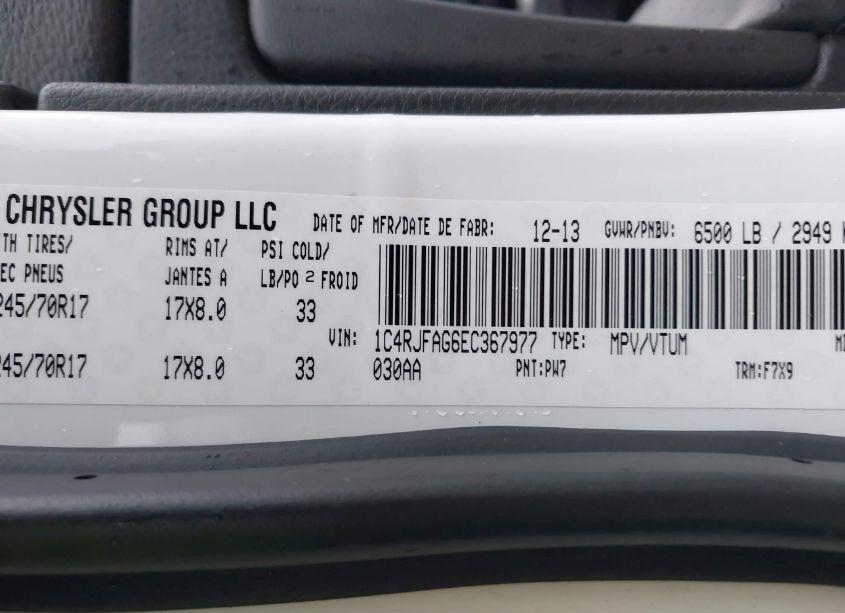 CHRYSLER GROUP LLC DATE OF MFR/DATE DE FABR: 12-13 GVWR/PNBV: 6500 LB / 2949
TH TIRES/ RIMS AT/ PSI COLD/
EC PNEUS JANTES A LB/PO 2 FROID
245/70R17 17X8.0 33
VIN: 1C4RJFAG6EC367977 TYPE: MPV/VTUM
245/70R17 17X8.0 33 030AA PNT:PW7 TRM:F7X9